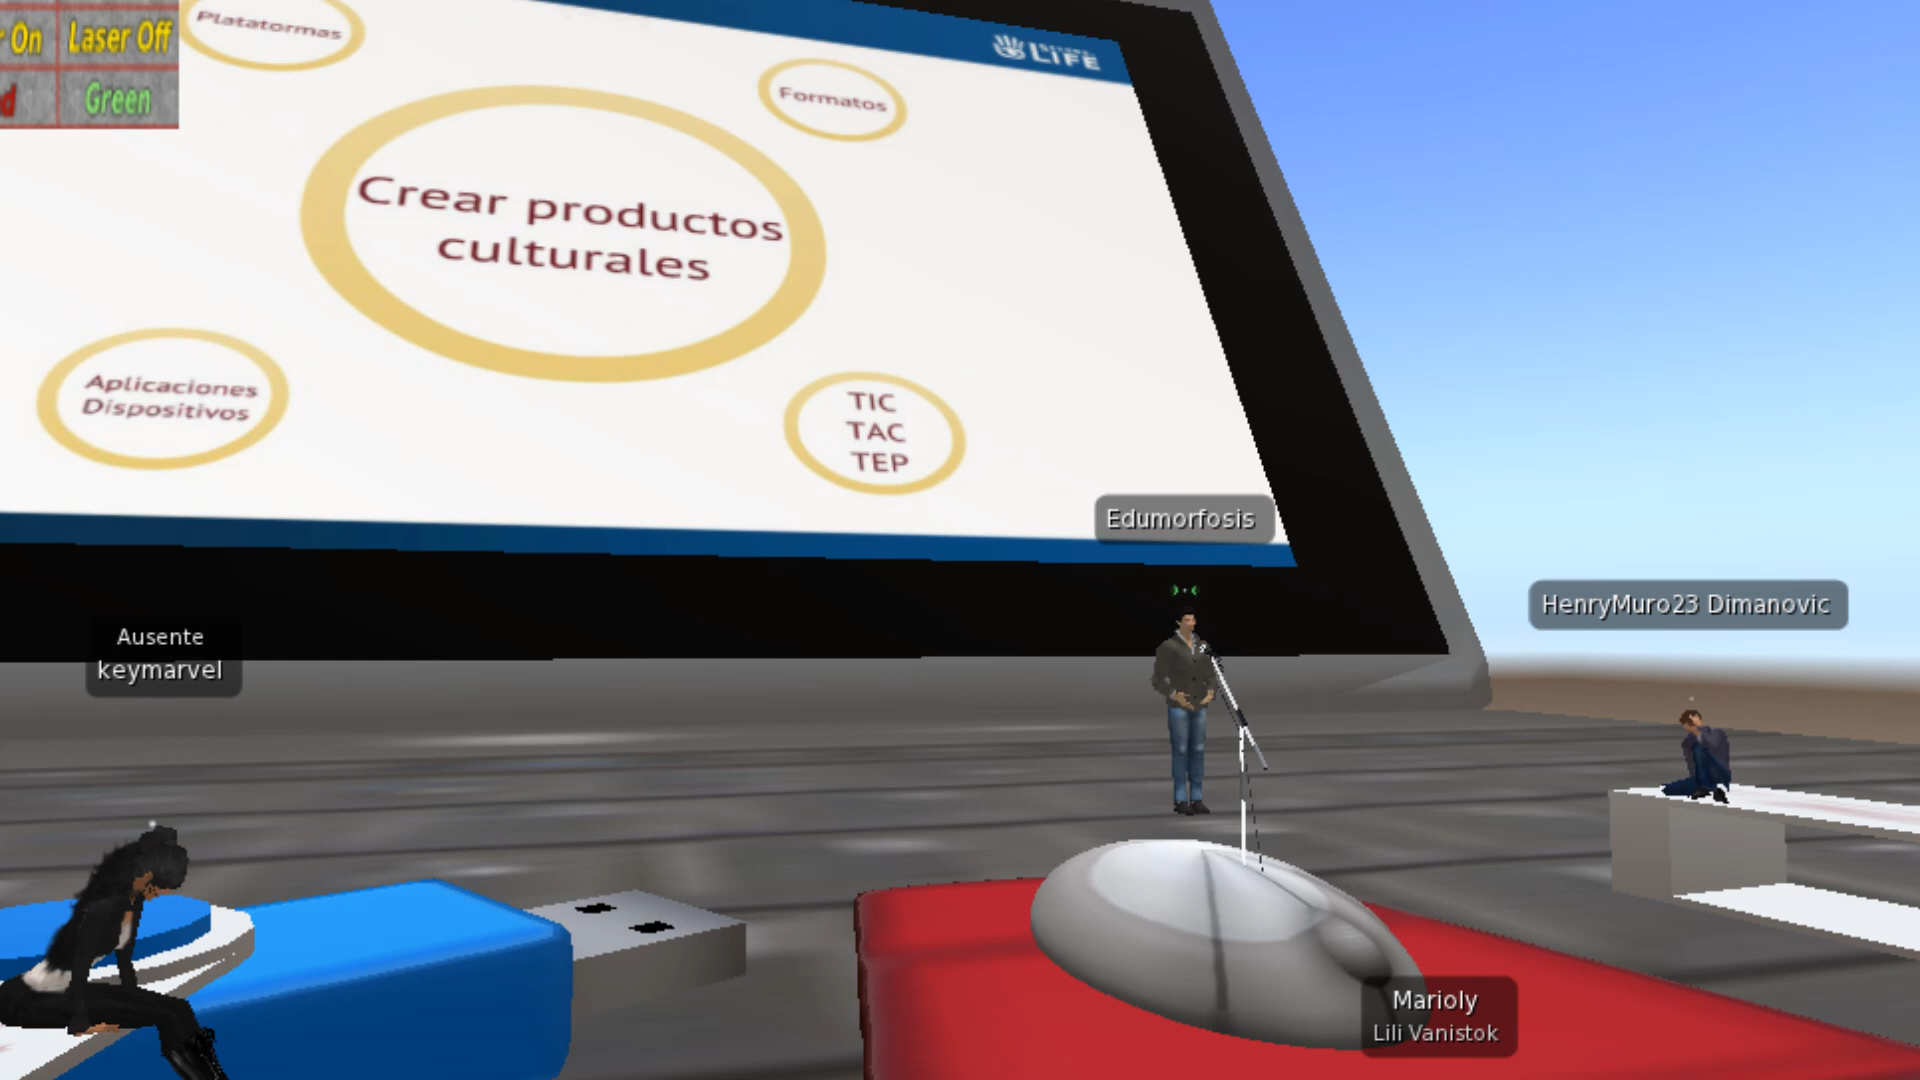 On
Laser Off
Green
Platatormas
LIFE
Formatos
Crear productos
culturales
Aplicaciones
Dispositivos
TIC
TAC
TEP
Edumorfosis
HenryMuro23 Dimanovic
Ausente
keymarvel
Marioly
Lili Vanistok